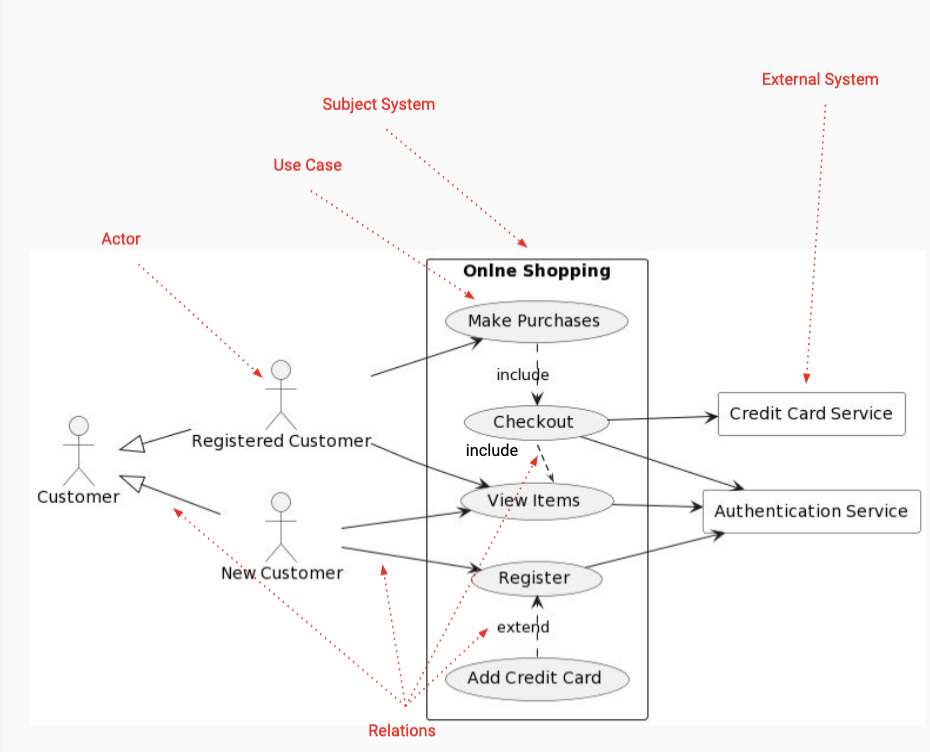 External System
Subject System
Use Case
Actor
Onlne Shopping
Make Purchases
include
Credit Card Service
Checkout
Registered Customer
include
Customer
View Items
Authentication Service
New Customer
Register
extend
Add Credit Card
Relations